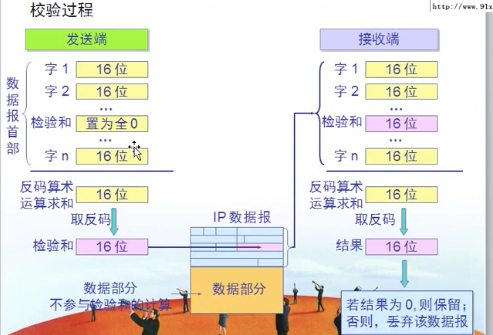 校验过程
http://www.91x
发送端
数据报首部
字 1
16 位
字 2
16 位
…
检验和
置为全 0
…
字 n
16 位
反码算术
运算求和
16 位
取反码
检验和
16 位
数据部分
不参与检验和的计算
IP 数据报
数据部分
接收端
字 1
16 位
字 2
16 位
…
检验和
16 位
…
字 n
16 位
反码算术
运算求和
16 位
取反码
结果
16 位
若结果为 0, 则保留;
否则，丢弃该数据报